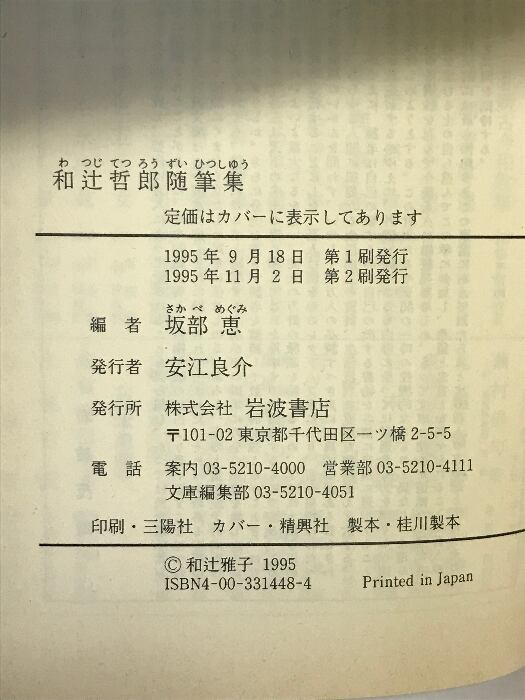 わ つじ てつ ろう ずい ひつしゆう
和辻哲郎随筆集
定価はカバーに表示してあります
1995年9月18日 第1刷発行
1995年11月2日 第2刷発行
さか べ めぐみ
編者 坂部恵
発行者 安江良介
発行所 株式会社 岩波書店
〒101-02 東京都千代田区一ツ橋2-5-5
電話 案内03-5210-4000 営業部03-5210-4111
文庫編集部03-5210-4051
印刷・三陽社 カバー・精興社 製本・桂川製本
© 和辻雅子 1995
ISBN4-00-331448-4 Printed in Japan